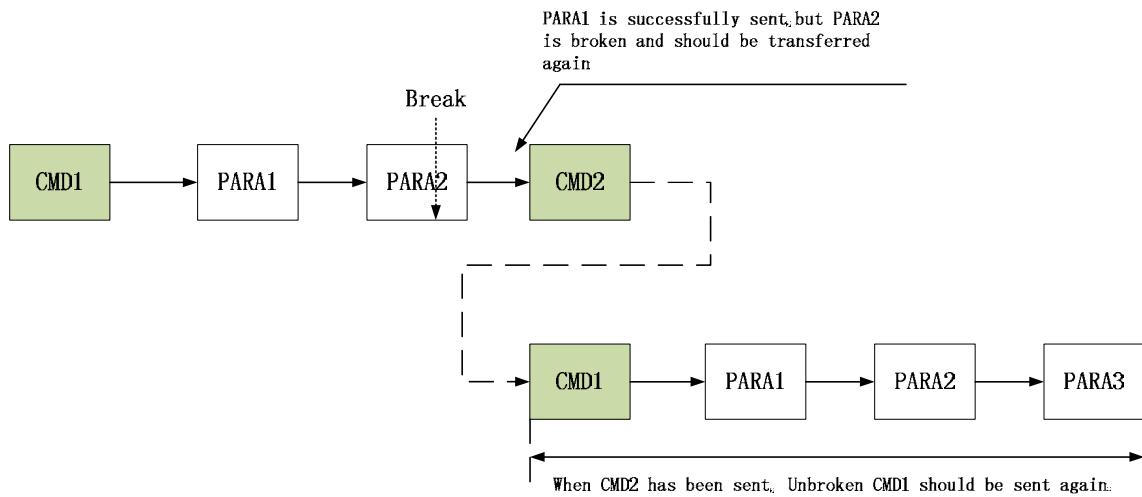 PARA1 is successfully sent, but PARA2
is broken and should be transferred
again
Break
CMD1
PARA1
PARA2
CMD2
CMD1
PARA1
PARA2
PARA3
When CMD2 has been sent, Unbroken CMD1 should be sent again.